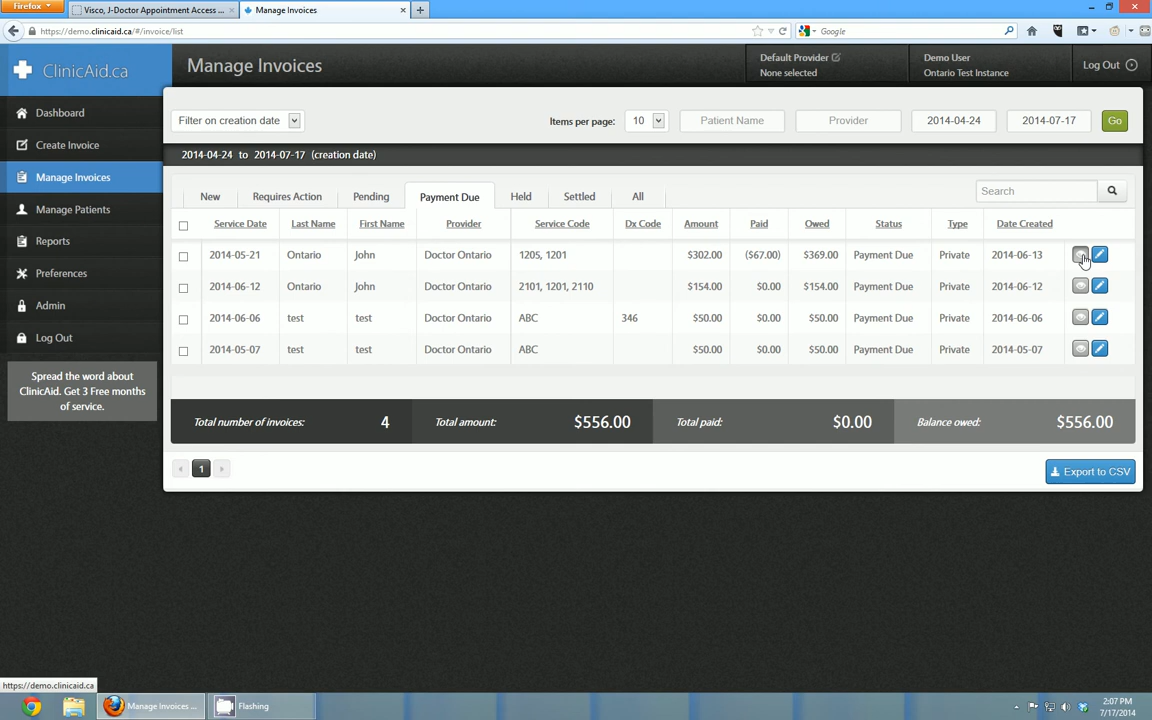 Firefox
Visco, J-Doctor Appointment Access ...
Manage Invoices
https://demo.clinicaid.ca/#/invoice/list
Google
ClinicAid.ca
Manage Invoices
Default Provider
None selected
Demo User
Ontario Test Instance
Log Out
Dashboard
Create Invoice
Manage Invoices
Manage Patients
Reports
Preferences
Admin
Log Out
Spread the word about
ClinicAid. Get 3 Free months
of service.
Filter on creation date
Items per page: 10
Patient Name
Provider
2014-04-24
2014-07-17
Go
2014-04-24 to 2014-07-17 (creation date)
New Requires Action Pending Payment Due Held Settled All
Search
Service Date Last Name First Name Provider Service Code Dx Code Amount Paid Owed Status Type Date Created
2014-05-21 Ontario John Doctor Ontario 1205, 1201 $302.00 ($67.00) $369.00 Payment Due Private 2014-06-13
2014-06-12 Ontario John Doctor Ontario 2101, 1201, 2110 $154.00 $0.00 $154.00 Payment Due Private 2014-06-12
2014-06-06 test test Doctor Ontario ABC 346 $50.00 $0.00 $50.00 Payment Due Private 2014-06-06
2014-05-07 test test Doctor Ontario ABC $50.00 $0.00 $50.00 Payment Due Private 2014-05-07
Total number of invoices: 4 Total amount: $556.00 Total paid: $0.00 Balance owed: $556.00
1
Export to CSV
https://demo.clinicaid.ca
Manage Invoices ...
Flashing
2:07 PM
7/17/2014